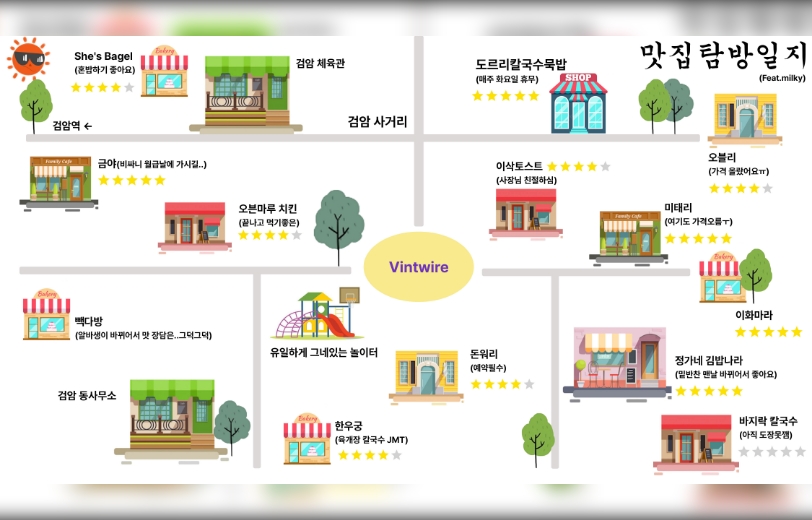 맛집탐방일지
(Feat.milky)
She's Bagel
(혼밥하기 좋아요)
검암 체육관
도르리칼국수묵밥
(매주 화요일 휴무)
SHOP
Bakery
검암역 ←
검암 사거리
오블리
(가격 올랐어요ㅠ)
Family Cafe
금야(비싸니 월급날에 가시길..)
이삭토스트
(사장님 친절하심)
오븐마루 치킨
(끝나고 먹기좋은)
미태리
(여기도 가격오름ㅜ)
Family Cafe
Vintwire
Bakery
이화마라
Bakery
빽다방
(알바생이 바뀌어서 맛 장담은..그덕그덕)
유일하게 그네있는 놀이터
돈워리
(예약필수)
정가네 김밥나라
(밑반찬 맨날 바뀌어서 좋아요)
검암 동사무소
Bakery
한우궁
(육개장 칼국수 JMT)
바지락 칼국수
(아직 도장못깸)